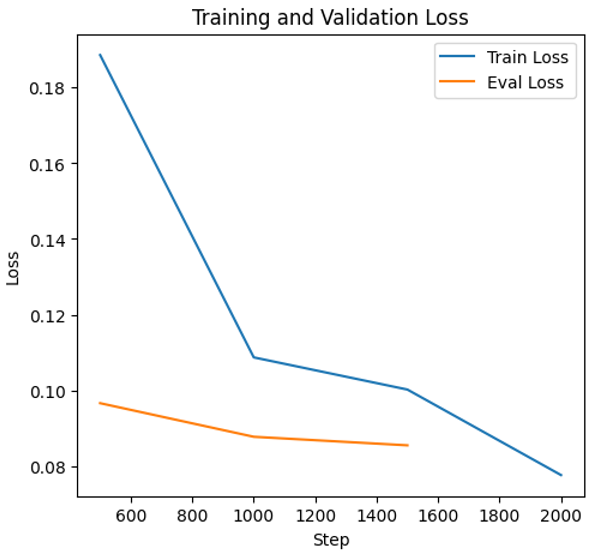 Training and Validation Loss
Train Loss
Eval Loss
Loss
0.18
0.16
0.14
0.12
0.10
0.08
600 800 1000 1200 1400 1600 1800 2000
Step